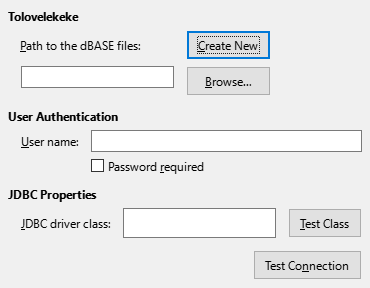 Tolovelekeke
Path to the dBASE files:
Create New
Browse...
User Authentication
User name:
Password required
JDBC Properties
JDBC driver class:
Test Class
Test Connection